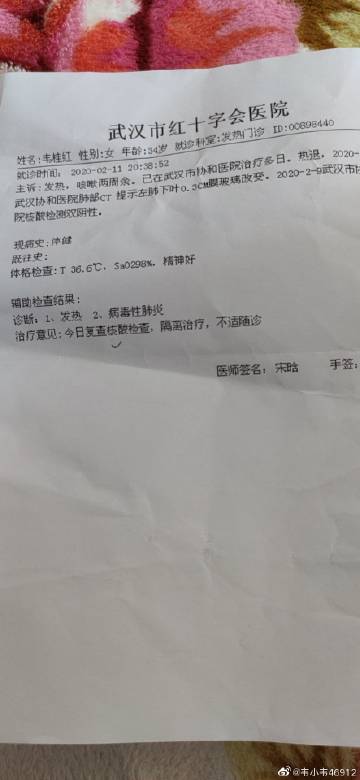 武汉市红十字会医院
姓名:韦桂红 性别:女 年龄:34岁 就诊科室:发热门诊 ID:00898440
就诊时间: 2020-02-11 20:38:52
主诉:发热,咳嗽两周余。已在武汉市协和医院治疗多日。热退,2020-
武汉协和医院肺部CT 提示左肺下叶0.3CM膜玻璃改变。2020-2-9武汉市
院核酸检测双阴性。
现病史:体健
既往史:
体格检查:T 36.6℃, SaO298%, 精神好
辅助检查结果:
诊断:1、发热 2、病毒性肺炎
治疗意见:今日复查核酸检查,隔离治疗,不适随诊
医师签名: 宋晗 手签:
@韦小韦46912